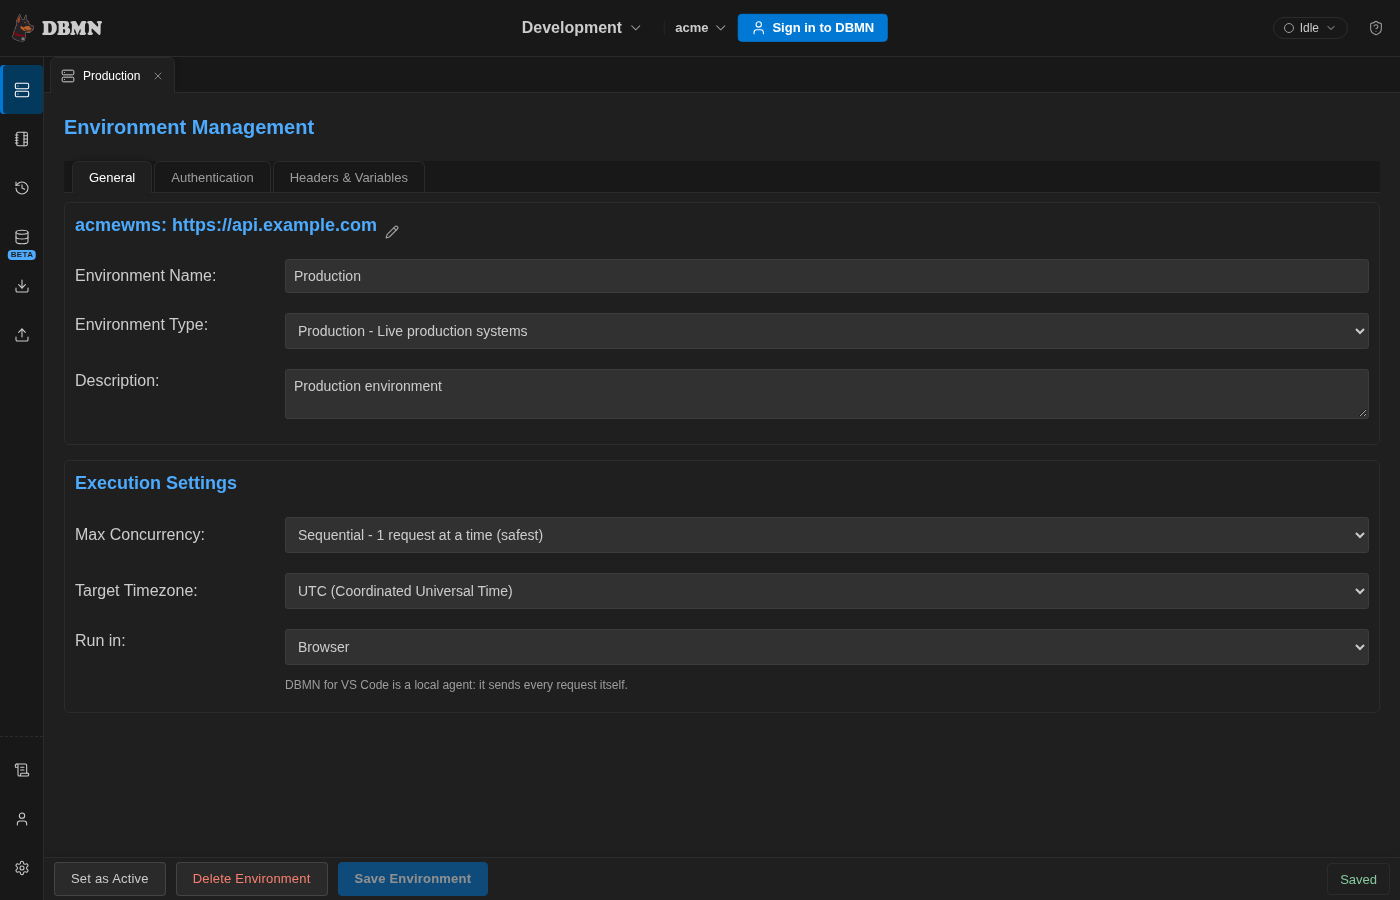 DBMN
Development
acme
Sign in to DBMN
Idle
Production
BETA
Environment Management
General
Authentication
Headers & Variables
acmewms: https://api.example.com
Environment Name:
Production
Environment Type:
Production - Live production systems
Description:
Production environment
Execution Settings
Max Concurrency:
Sequential - 1 request at a time (safest)
Target Timezone:
UTC (Coordinated Universal Time)
Run in:
Browser
DBMN for VS Code is a local agent: it sends every request itself.
Set as Active
Delete Environment
Save Environment
Saved